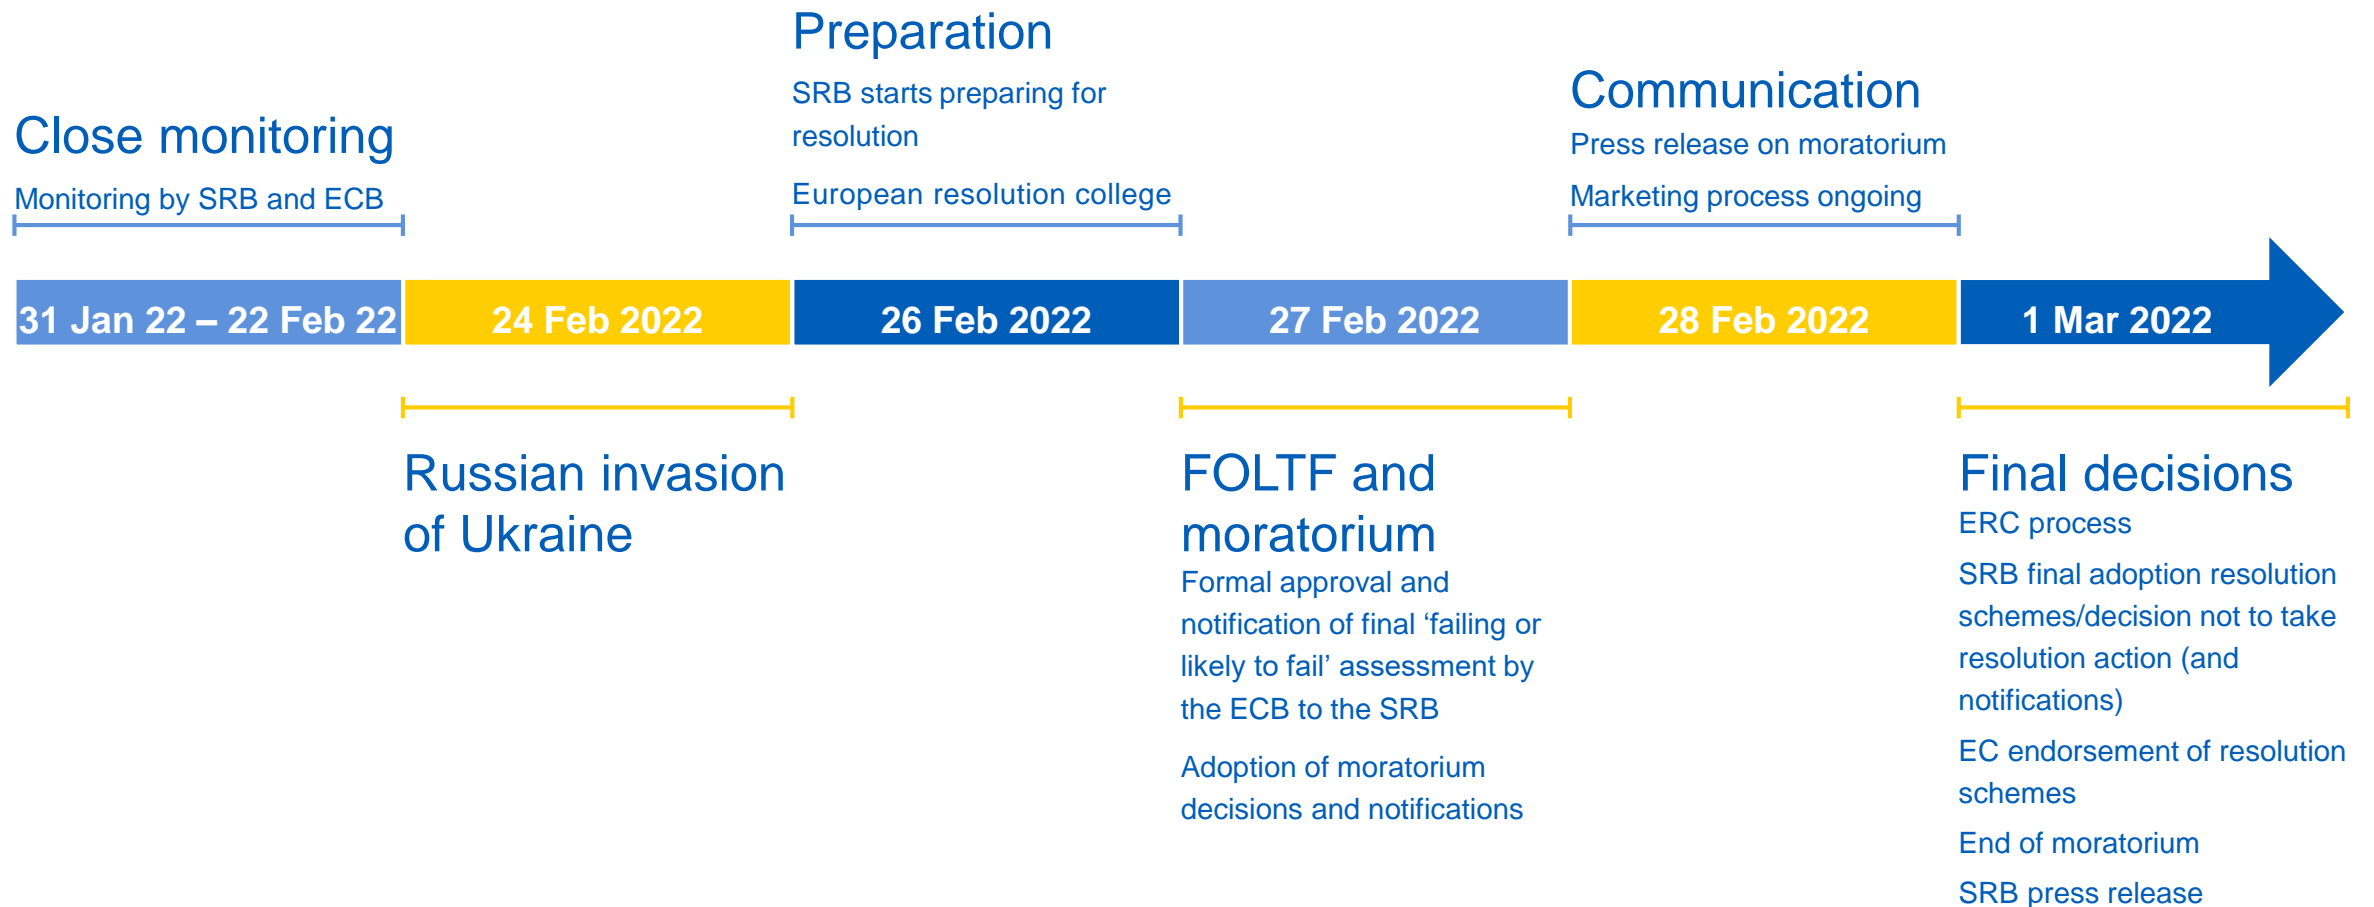 Close monitoring
Monitoring by SRB and ECB
Preparation
SRB starts preparing for
resolution
European resolution college
Communication
Press release on moratorium
Marketing process ongoing
31 Jan 22 – 22 Feb 22
24 Feb 2022
26 Feb 2022
27 Feb 2022
28 Feb 2022
1 Mar 2022
Russian invasion
of Ukraine
FOLTF and
moratorium
Formal approval and
notification of final ‘failing or
likely to fail’ assessment by
the ECB to the SRB
Adoption of moratorium
decisions and notifications
Final decisions
ERC process
SRB final adoption resolution
schemes/decision not to take
resolution action (and
notifications)
EC endorsement of resolution
schemes
End of moratorium
SRB press release